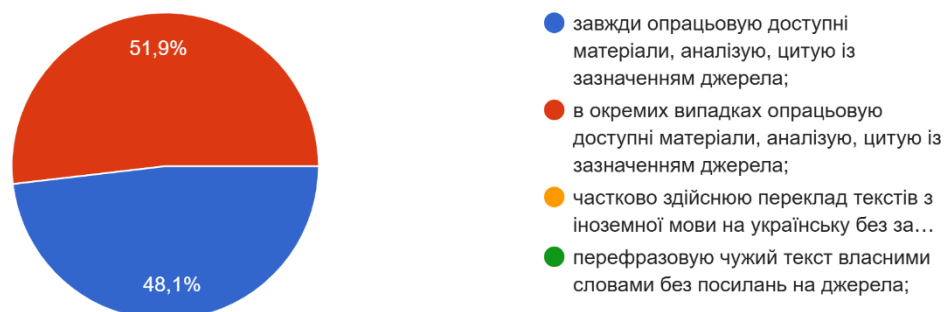 51,9%
48,1%
завжди опрацьовую доступні
матеріали, аналізую, цитую із
зазначенням джерела;
в окремих випадках опрацьовую
доступні матеріали, аналізую, цитую із
зазначенням джерела;
частково здійснюю переклад текстів з
іноземної мови на українську без за...
перефразовую чужий текст власними
словами без посилань на джерела;